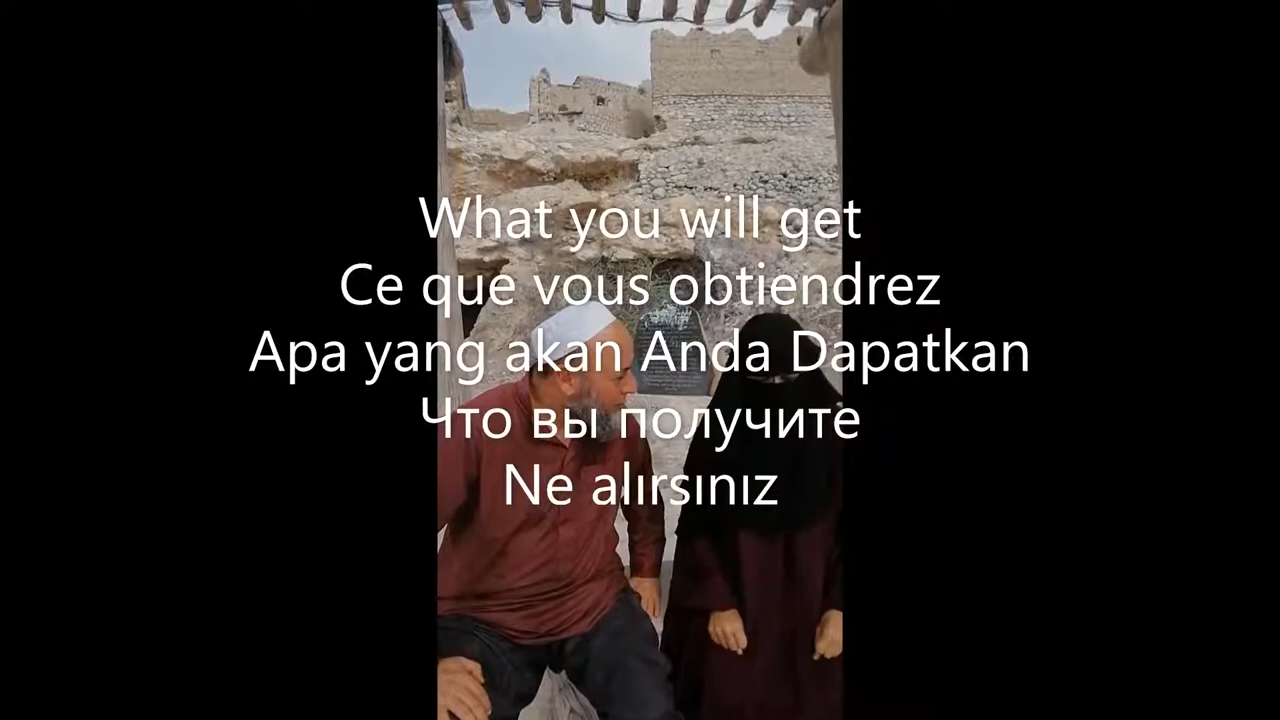 What you will get
Ce que vous obtiendrez
Apa yang akan Anda Dapatkan
Что вы получите
Ne alırsınız